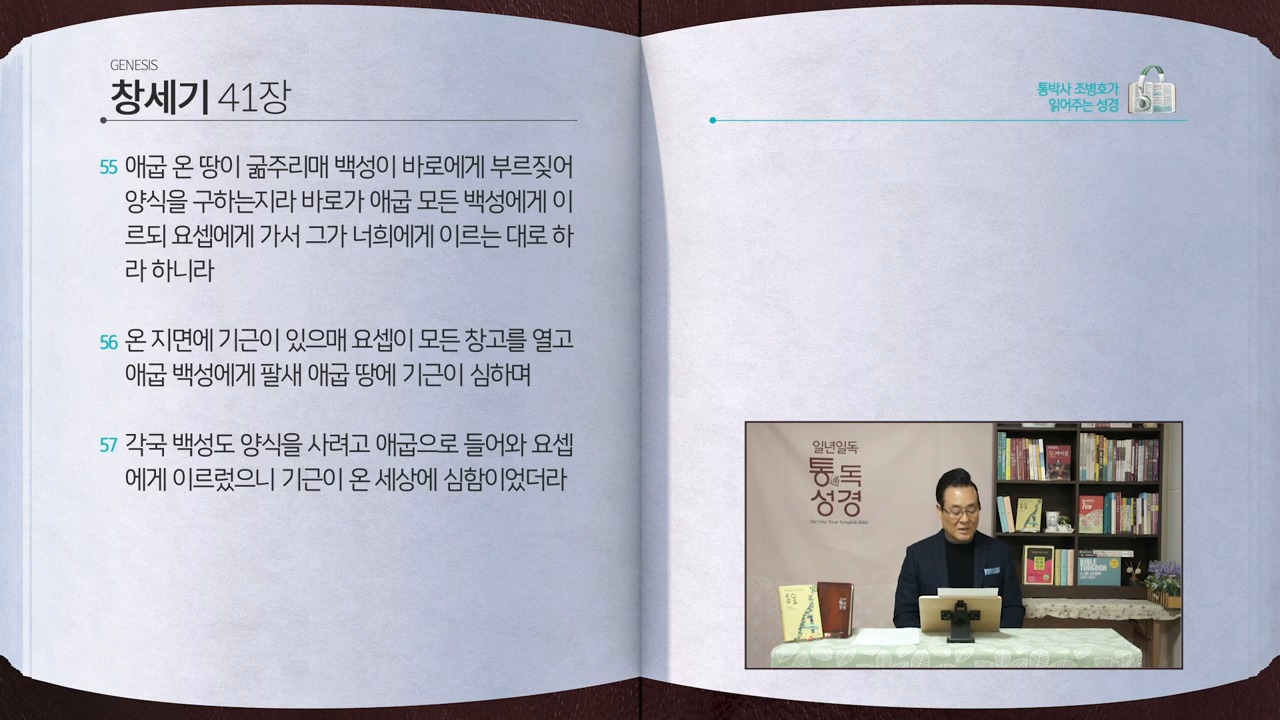 GENESIS
창세기 41장
55 애굽 온 땅이 굶주리매 백성이 바로에게 부르짖어
양식을 구하는지라 바로가 애굽 모든 백성에게 이
르되 요셉에게 가서 그가 너희에게 이르는 대로 하
라 하니라
56 온 지면에 기근이 있으매 요셉이 모든 창고를 열고
애굽 백성에게 팔새 애굽 땅에 기근이 심하며
57 각국 백성도 양식을 사려고 애굽으로 들어와 요셉
에게 이르렀으니 기근이 온 세상에 심함이었더라
통박사 조병호가
읽어주는 성경
일년일독
통通독
성경
The One Year Tongdok Bible
BIBLE
TONGDOK